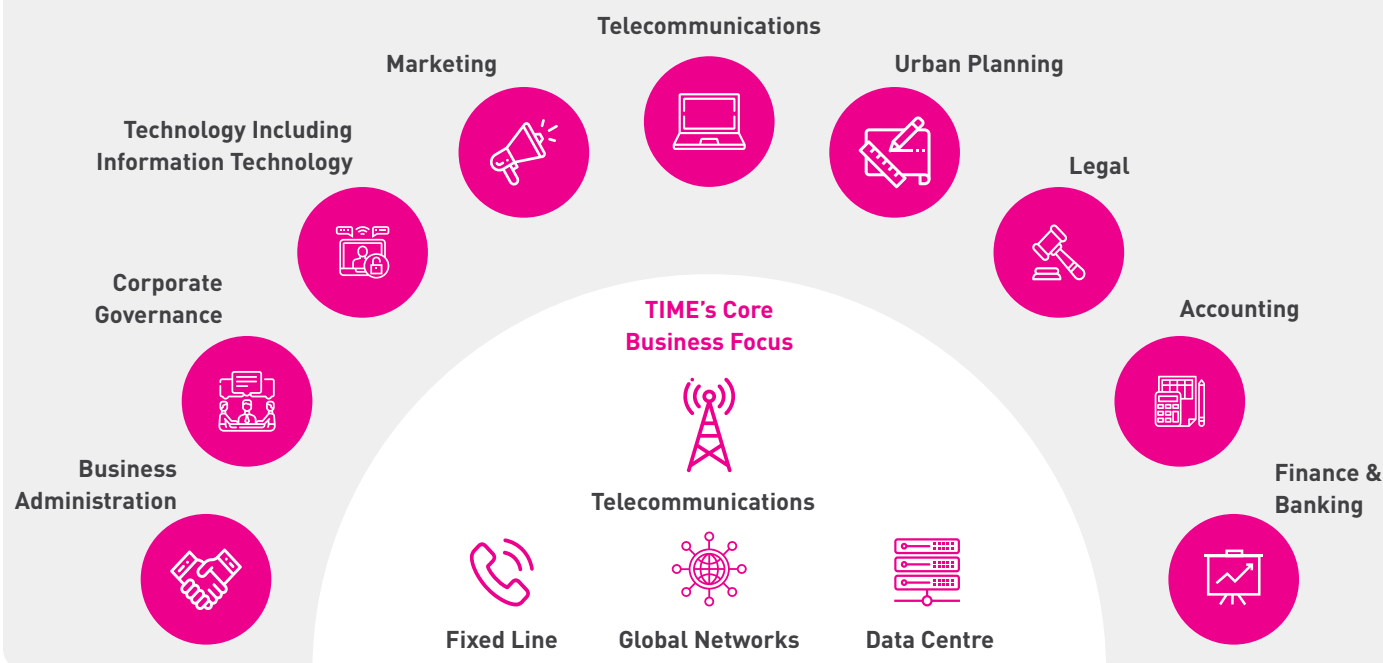 Telecommunications
Marketing
Urban Planning
Technology Including
Information Technology
Legal
Corporate
Governance
Accounting
Business
Administration
Finance &
Banking
TIME's Core
Business Focus
Telecommunications
Fixed Line
Global Networks
Data Centre